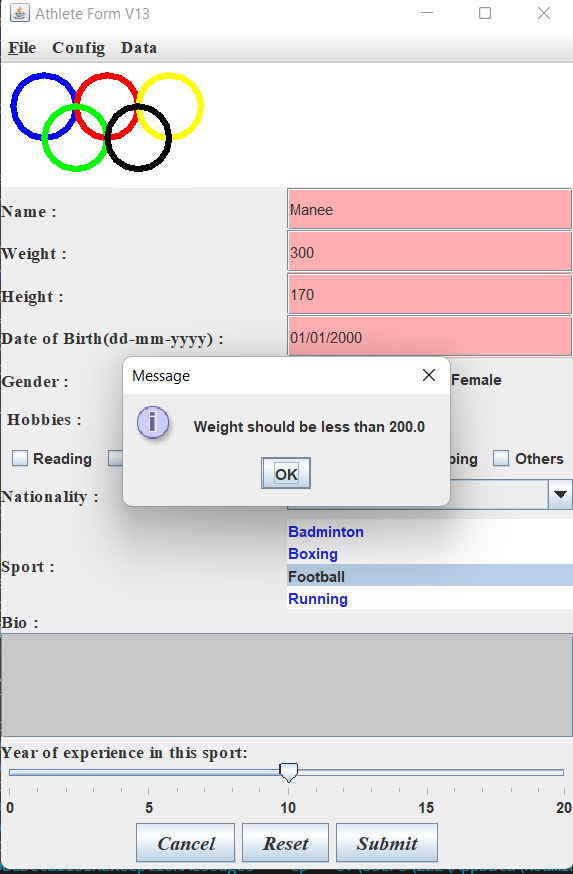 Athlete Form V13
File Config Data
Name :
Manee
Weight :
300
Height :
170
Date of Birth(dd-mm-yyyy) :
01/01/2000
Gender :
Female
Message
Weight should be less than 200.0
OK
Hobbies :
Reading
Others
Nationality :
Sport :
Badminton
Boxing
Football
Running
Bio :
Year of experience in this sport:
0 5 10 15 20
Cancel Reset Submit